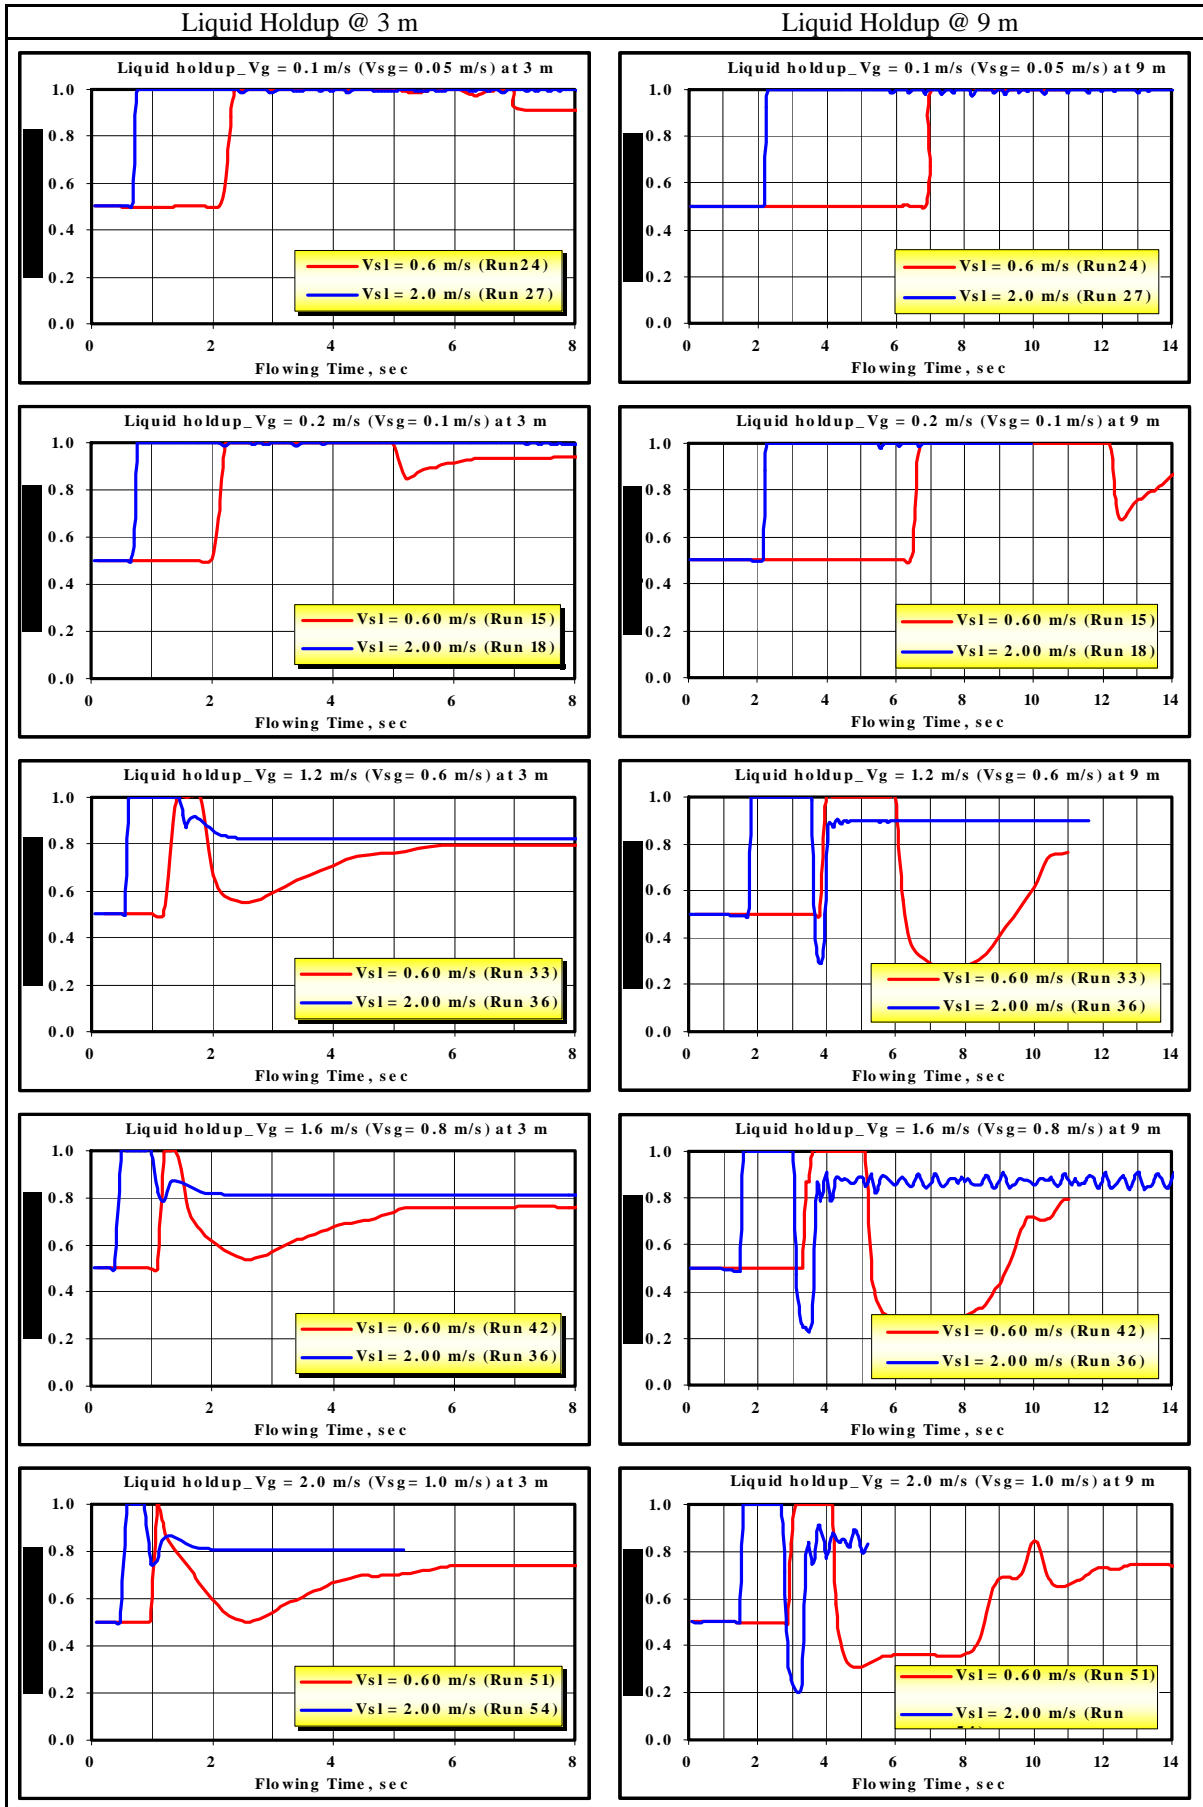 Liquid Holdup @ 3 m
Liquid Holdup @ 9 m
Liquid holdup_Vg = 0.1 m/s (Vsg= 0.05 m/s) at 3 m
1.0
0.8
0.6
0.4
0.2
0.0
Vsl = 0.6 m/s (Run24)
Vsl = 2.0 m/s (Run 27)
0 2 4 6 8
Flowing Time, sec
Liquid holdup_Vg = 0.1 m/s (Vsg= 0.05 m/s) at 9 m
1.0
0.8
0.6
0.4
0.2
0.0
Vsl = 0.6 m/s (Run24)
Vsl = 2.0 m/s (Run 27)
0 2 4 6 8 10 12 14
Flowing Time, sec
Liquid holdup_Vg = 0.2 m/s (Vsg= 0.1 m/s) at 3 m
1.0
0.8
0.6
0.4
0.2
0.0
Vsl = 0.60 m/s (Run 15)
Vsl = 2.00 m/s (Run 18)
0 2 4 6 8
Flowing Time, sec
Liquid holdup_Vg = 0.2 m/s (Vsg= 0.1 m/s) at 9 m
1.0
0.8
0.6
0.4
0.2
0.0
Vsl = 0.60 m/s (Run 15)
Vsl = 2.00 m/s (Run 18)
0 2 4 6 8 10 12 14
Flowing Time, sec
Liquid holdup_Vg = 1.2 m/s (Vsg= 0.6 m/s) at 3 m
1.0
0.8
0.6
0.4
0.2
0.0
Vsl = 0.60 m/s (Run 33)
Vsl = 2.00 m/s (Run 36)
0 2 4 6 8
Flowing Time, sec
Liquid holdup_Vg = 1.2 m/s (Vsg= 0.6 m/s) at 9 m
1.0
0.8
0.6
0.4
0.2
0.0
Vsl = 0.60 m/s (Run 33)
Vsl = 2.00 m/s (Run 36)
0 2 4 6 8 10 12 14
Flowing Time, sec
Liquid holdup_Vg = 1.6 m/s (Vsg= 0.8 m/s) at 3 m
1.0
0.8
0.6
0.4
0.2
0.0
Vsl = 0.60 m/s (Run 42)
Vsl = 2.00 m/s (Run 36)
0 2 4 6 8
Flowing Time, sec
Liquid holdup_Vg = 1.6 m/s (Vsg= 0.8 m/s) at 9 m
1.0
0.8
0.6
0.4
0.2
0.0
Vsl = 0.60 m/s (Run 42)
Vsl = 2.00 m/s (Run 36)
0 2 4 6 8 10 12 14
Flowing Time, sec
Liquid holdup_Vg = 2.0 m/s (Vsg= 1.0 m/s) at 3 m
1.0
0.8
0.6
0.4
0.2
0.0
Vsl = 0.60 m/s (Run 51)
Vsl = 2.00 m/s (Run 54)
0 2 4 6 8
Flowing Time, sec
Liquid holdup_Vg = 2.0 m/s (Vsg= 1.0 m/s) at 9 m
1.0
0.8
0.6
0.4
0.2
0.0
Vsl = 0.60 m/s (Run 51)
Vsl = 2.00 m/s (Run
0 2 4 6 8 10 12 14
Flowing Time, sec